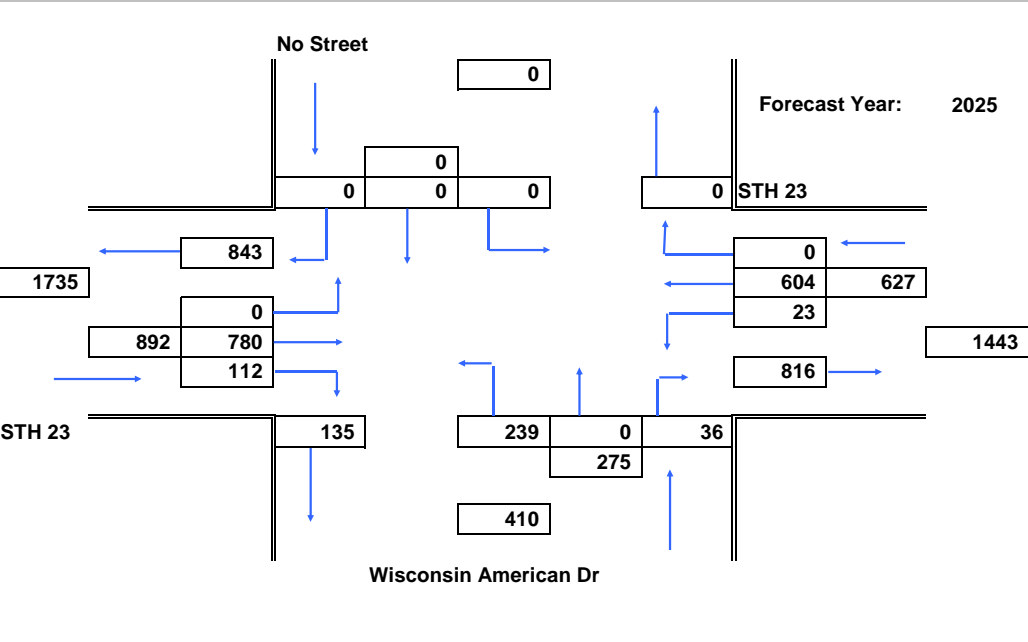 No Street
0
Forecast Year: 2025
0
0 0 0 0 STH 23
843 0
1735 604 627
0 23
892 780 1443
112 816
STH 23 135 239 0 36
275
410
Wisconsin American Dr